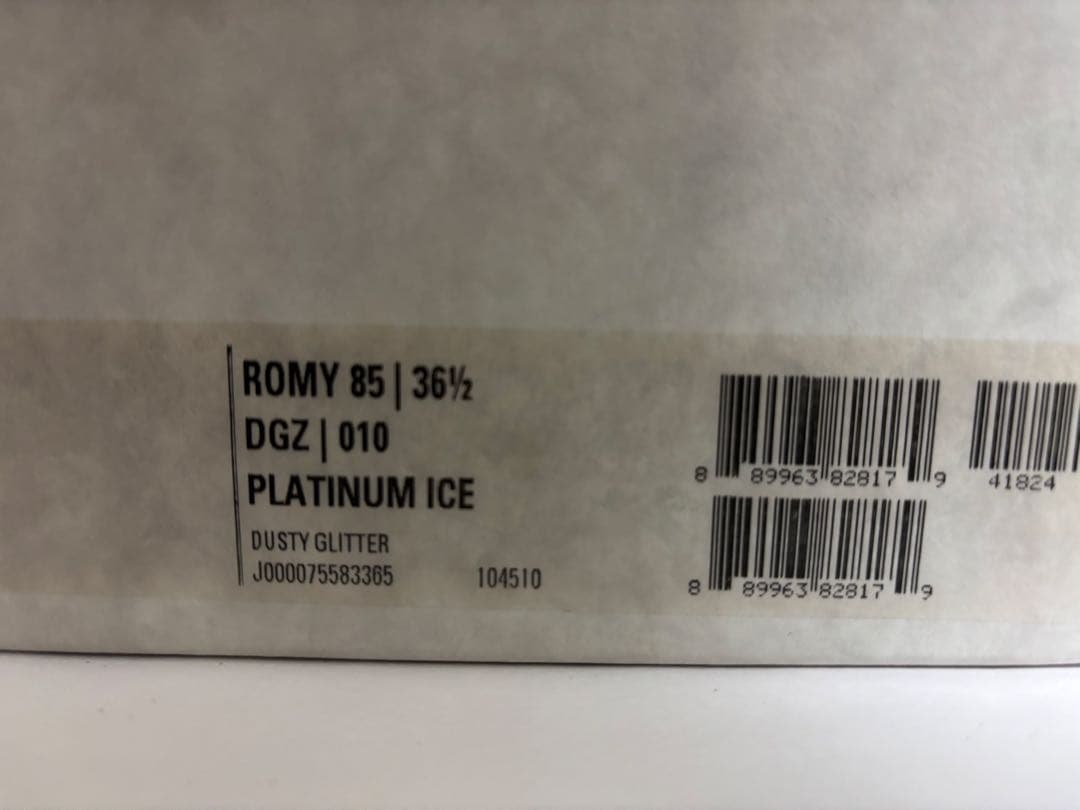 ROMY 85 | 36½
DGZ | 010
PLATINUM ICE
DUSTY GLITTER
J000075583365 104510
8 89963 82817 9
41824
8 89963 82817 9